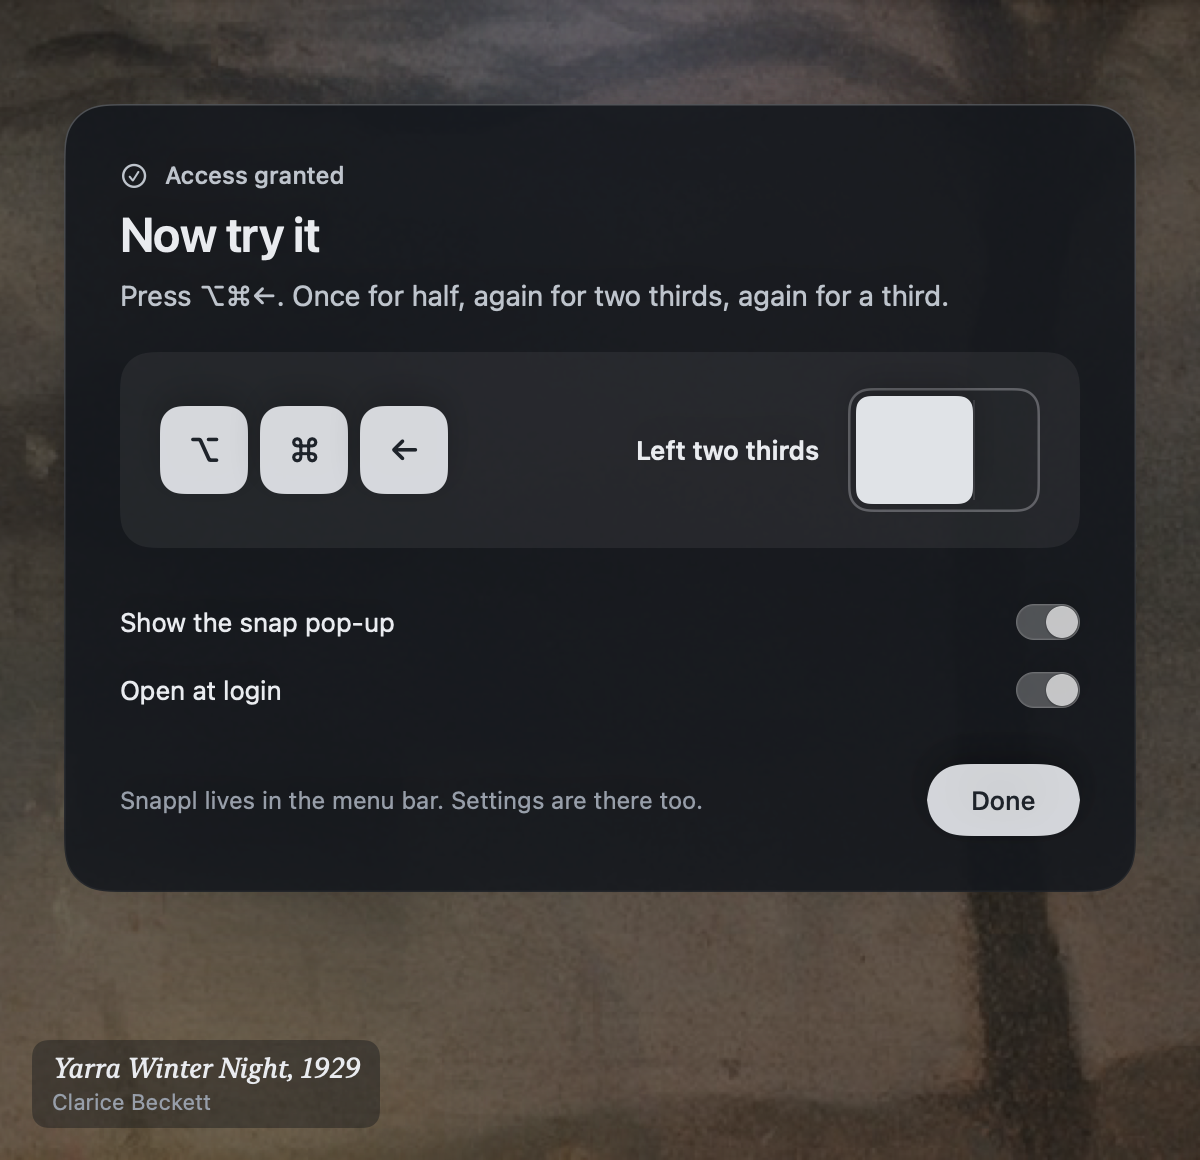 Access granted
Now try it
Press ⌥⌘←. Once for half, again for two thirds, again for a third.
⌥ ⌘ ← Left two thirds
Show the snap pop-up
Open at login
Snappl lives in the menu bar. Settings are there too. Done
Yarra Winter Night, 1929
Clarice Beckett